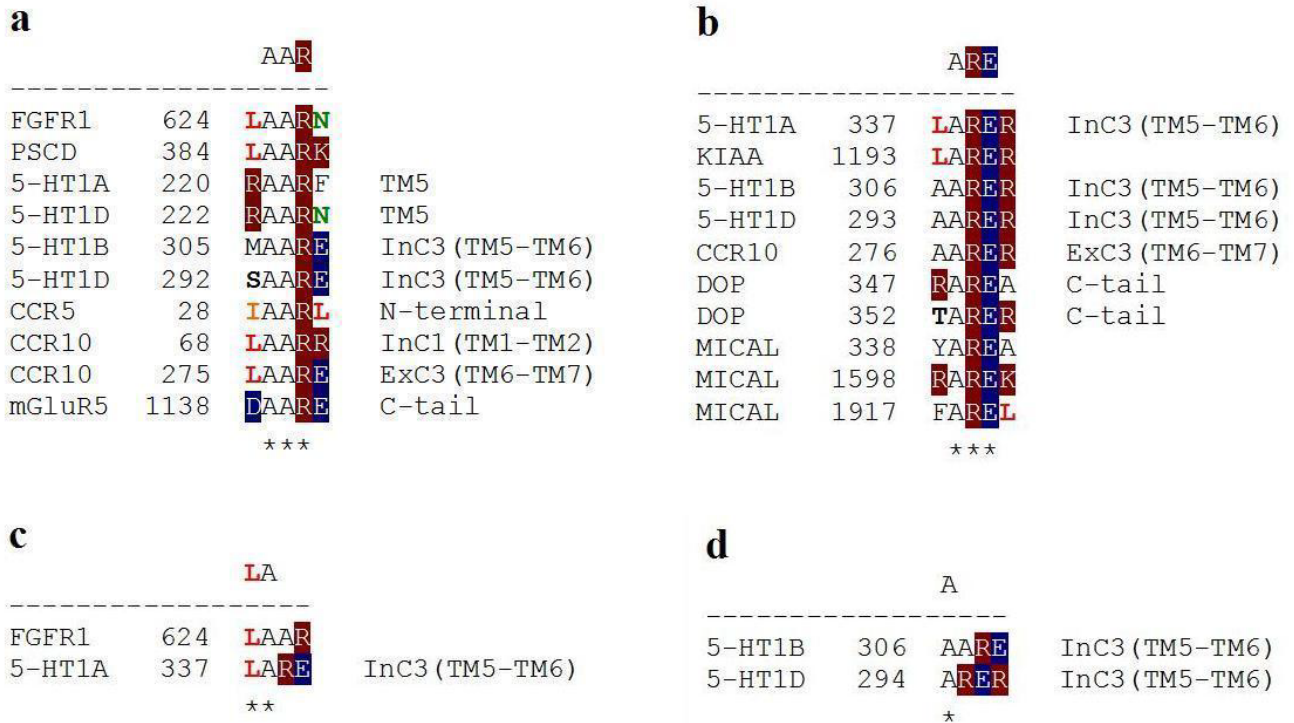 a
AAR
--------------------
FGFR1 624 LAARN
PSCD 384 LAARK
5-HT1A 220 RAARF TM5
5-HT1D 222 RAARN TM5
5-HT1B 305 MAARE InC3(TM5-TM6)
5-HT1D 292 SAARE InC3(TM5-TM6)
CCR5 28 IAARL N-terminal
CCR10 68 LAARR InC1(TM1-TM2)
CCR10 275 LAARE ExC3(TM6-TM7)
mGluR5 1138 DAARE C-tail
***
b
ARE
--------------------
5-HT1A 337 LARER InC3(TM5-TM6)
KIAA 1193 LARER
5-HT1B 306 AARER InC3(TM5-TM6)
5-HT1D 293 AARER InC3(TM5-TM6)
CCR10 276 AARER ExC3(TM6-TM7)
DOP 347 RAREA C-tail
DOP 352 TARER C-tail
MICAL 338 YAREA
MICAL 1598 RAREK
MICAL 1917 FAREL
***
c
LA
-------------------
FGFR1 624 LAAR
5-HT1A 337 LARE InC3(TM5-TM6)
**
d
A
-------------------
5-HT1B 306 AARE InC3(TM5-TM6)
5-HT1D 294 ARER InC3(TM5-TM6)
*